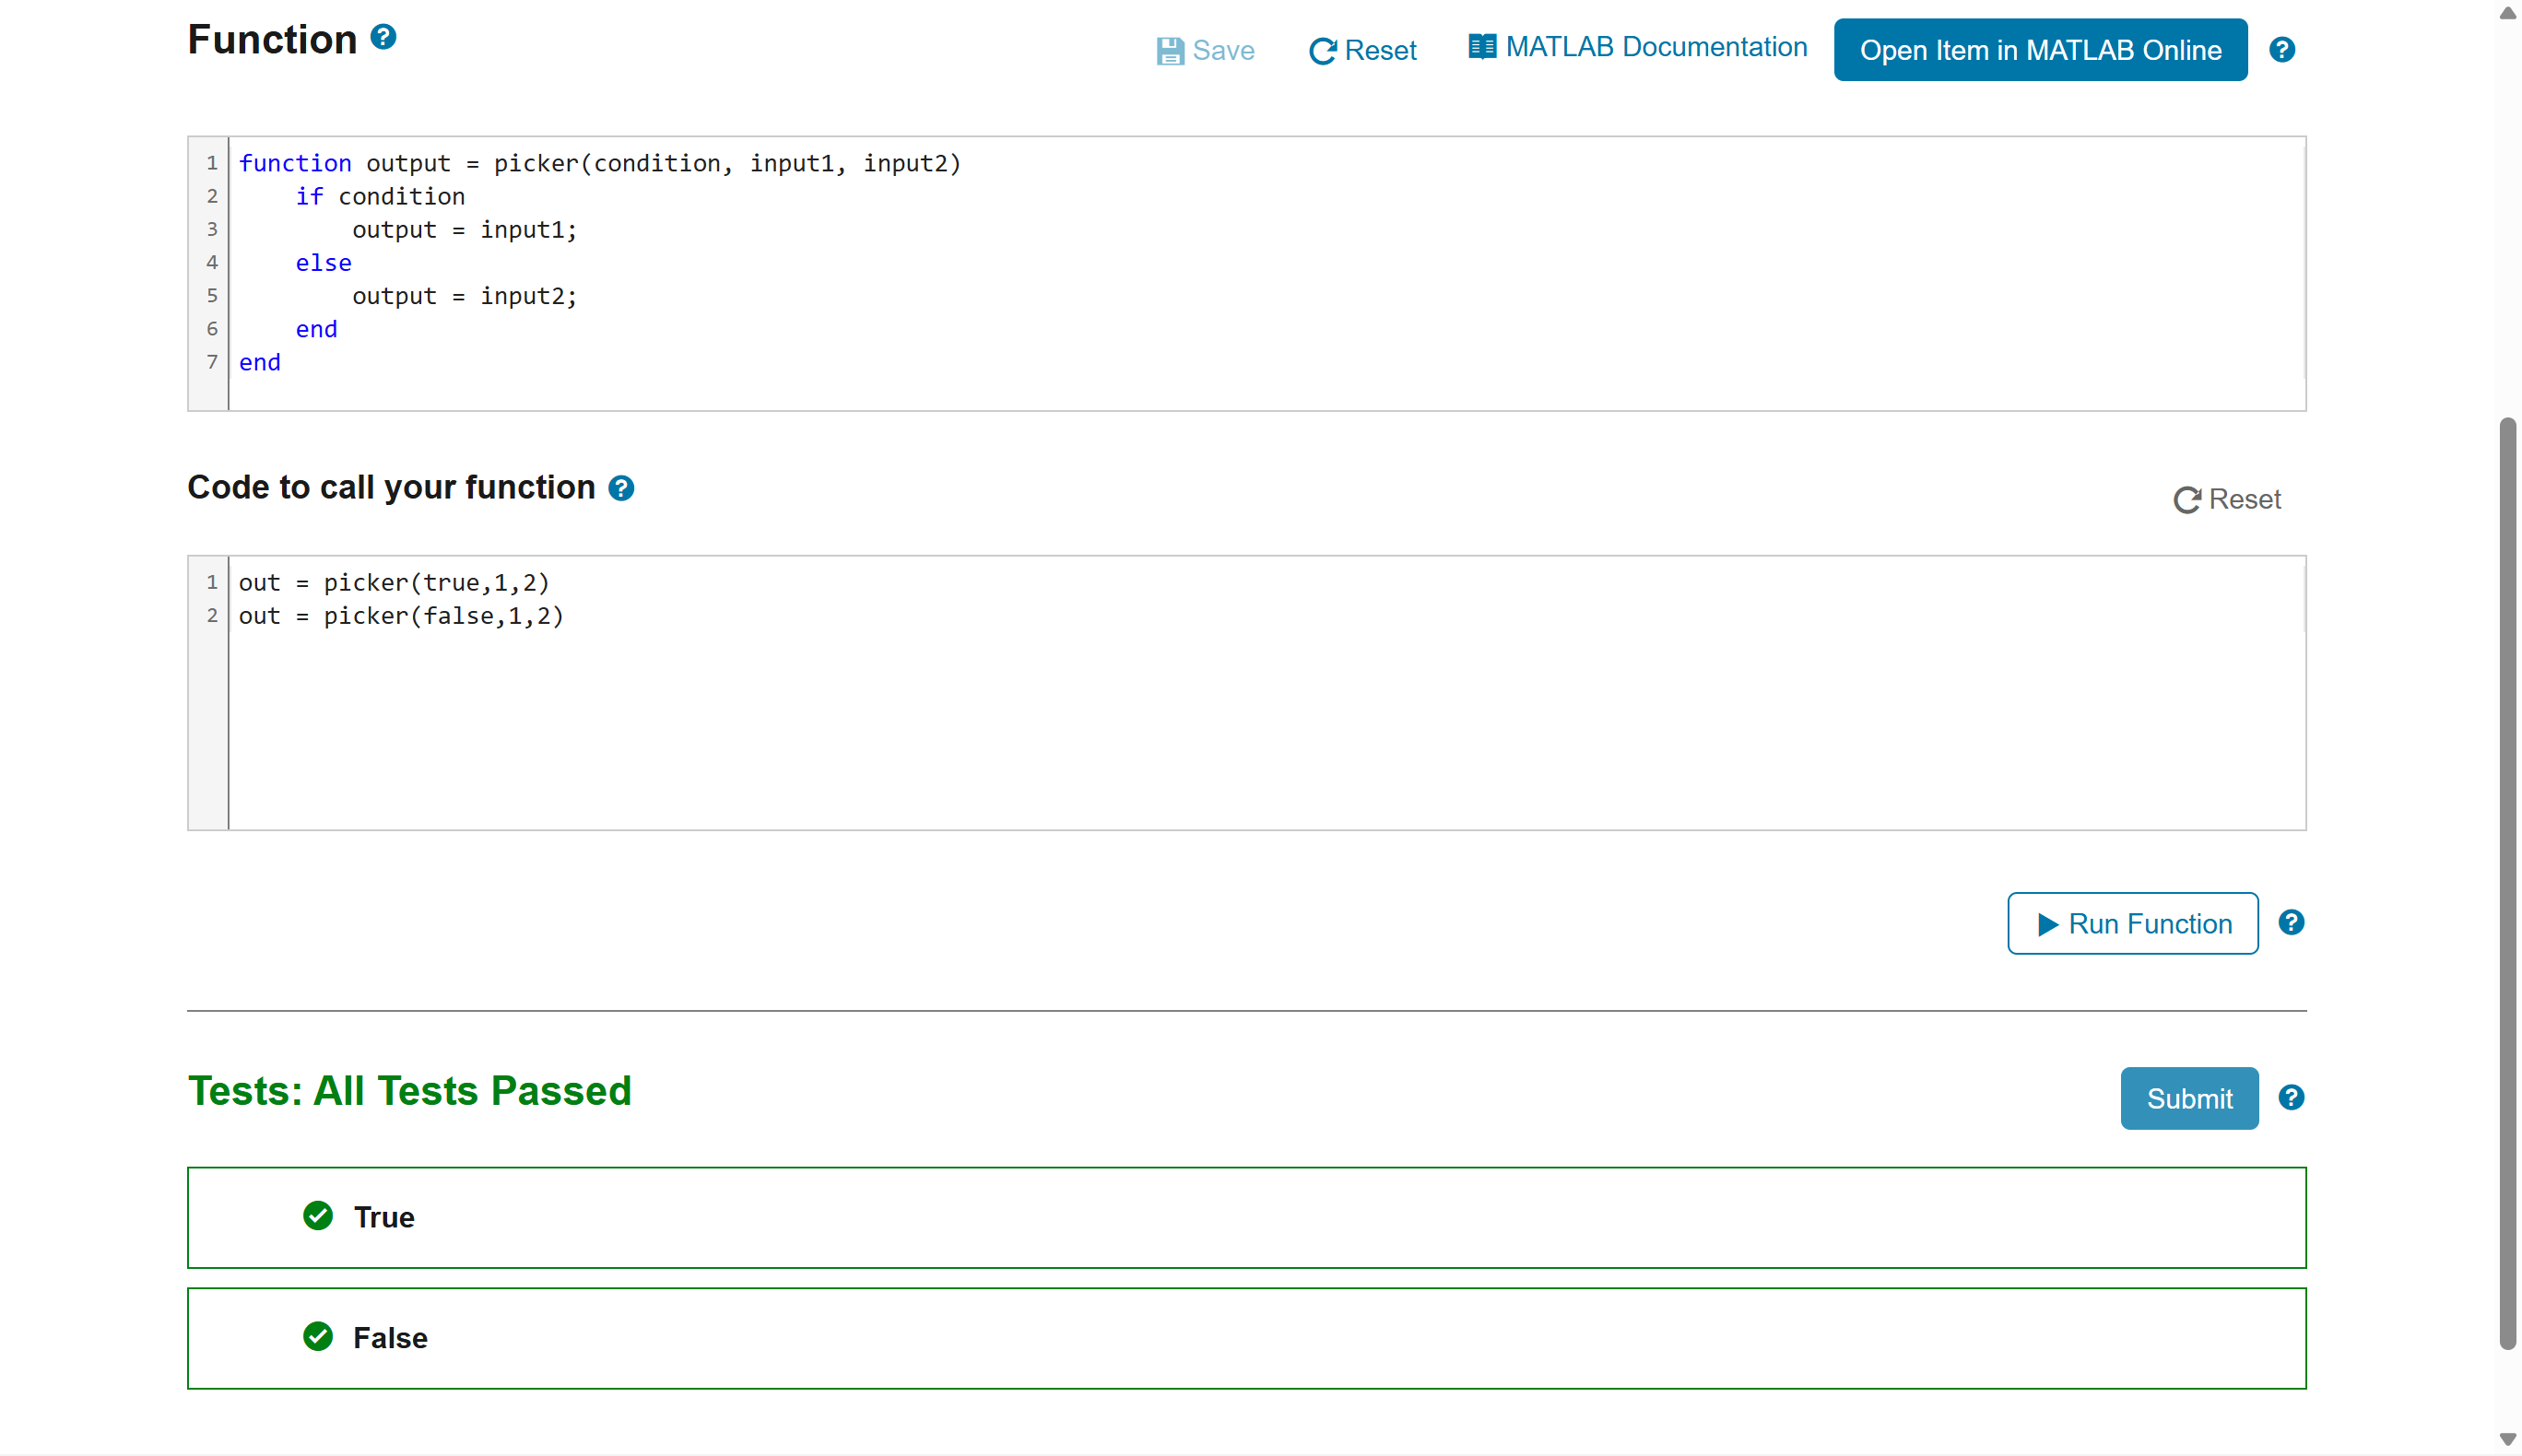 Function ?
Save Reset MATLAB Documentation Open Item in MATLAB Online ?
1 function output = picker(condition, input1, input2)
2     if condition
3         output = input1;
4     else
5         output = input2;
6     end
7 end
Code to call your function ?
Reset
1 out = picker(true,1,2)
2 out = picker(false,1,2)
Run Function ?
Tests: All Tests Passed
Submit ?
True
False